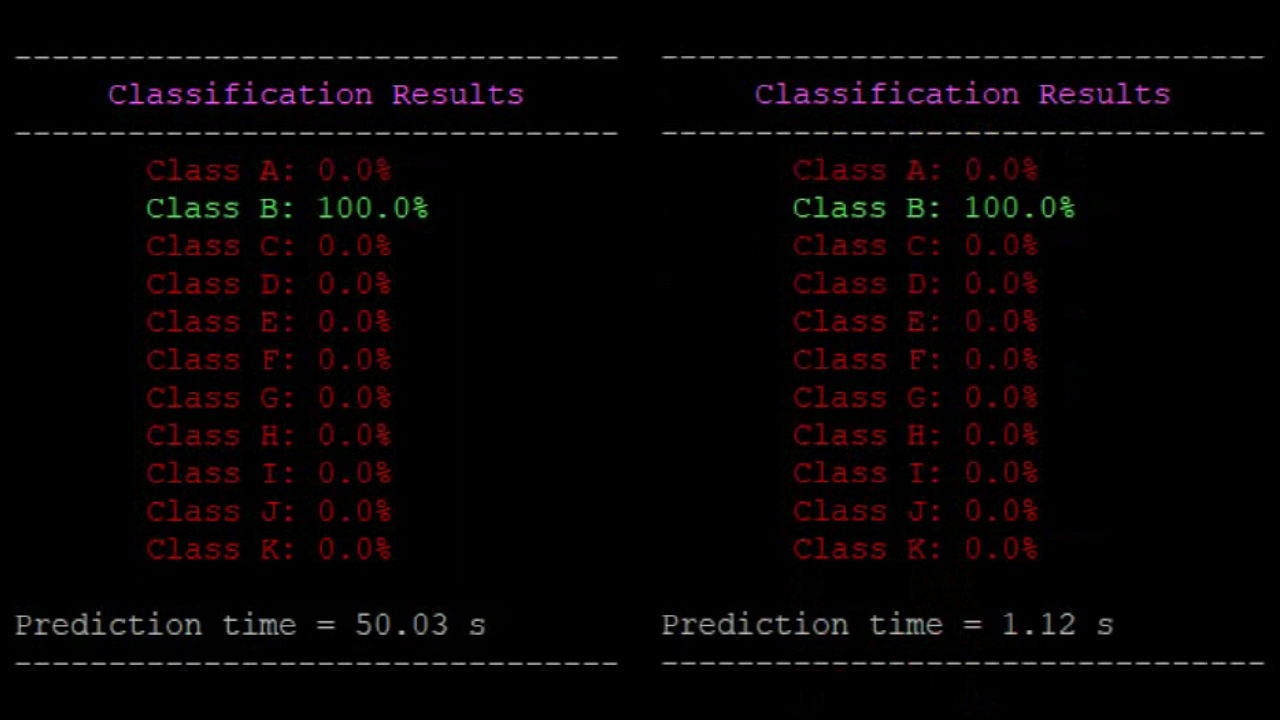 --------------------------------
Classification Results
--------------------------------
Class A: 0.0%
Class B: 100.0%
Class C: 0.0%
Class D: 0.0%
Class E: 0.0%
Class F: 0.0%
Class G: 0.0%
Class H: 0.0%
Class I: 0.0%
Class J: 0.0%
Class K: 0.0%
Prediction time = 50.03 s
--------------------------------
--------------------------------
Classification Results
--------------------------------
Class A: 0.0%
Class B: 100.0%
Class C: 0.0%
Class D: 0.0%
Class E: 0.0%
Class F: 0.0%
Class G: 0.0%
Class H: 0.0%
Class I: 0.0%
Class J: 0.0%
Class K: 0.0%
Prediction time = 1.12 s
--------------------------------